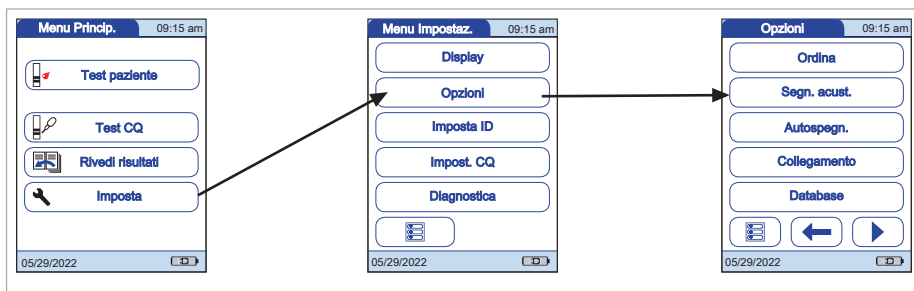 Menu Princip. 09:15 am
Test paziente
Test CQ
Rivedi risultati
Imposta
05/29/2022
Menu Impostaz. 09:15 am
Display
Opzioni
Imposta ID
Impost. CQ
Diagnostica
05/29/2022
Opzioni 09:15 am
Ordina
Segn. acust.
Autospegn.
Collegamento
Database
05/29/2022